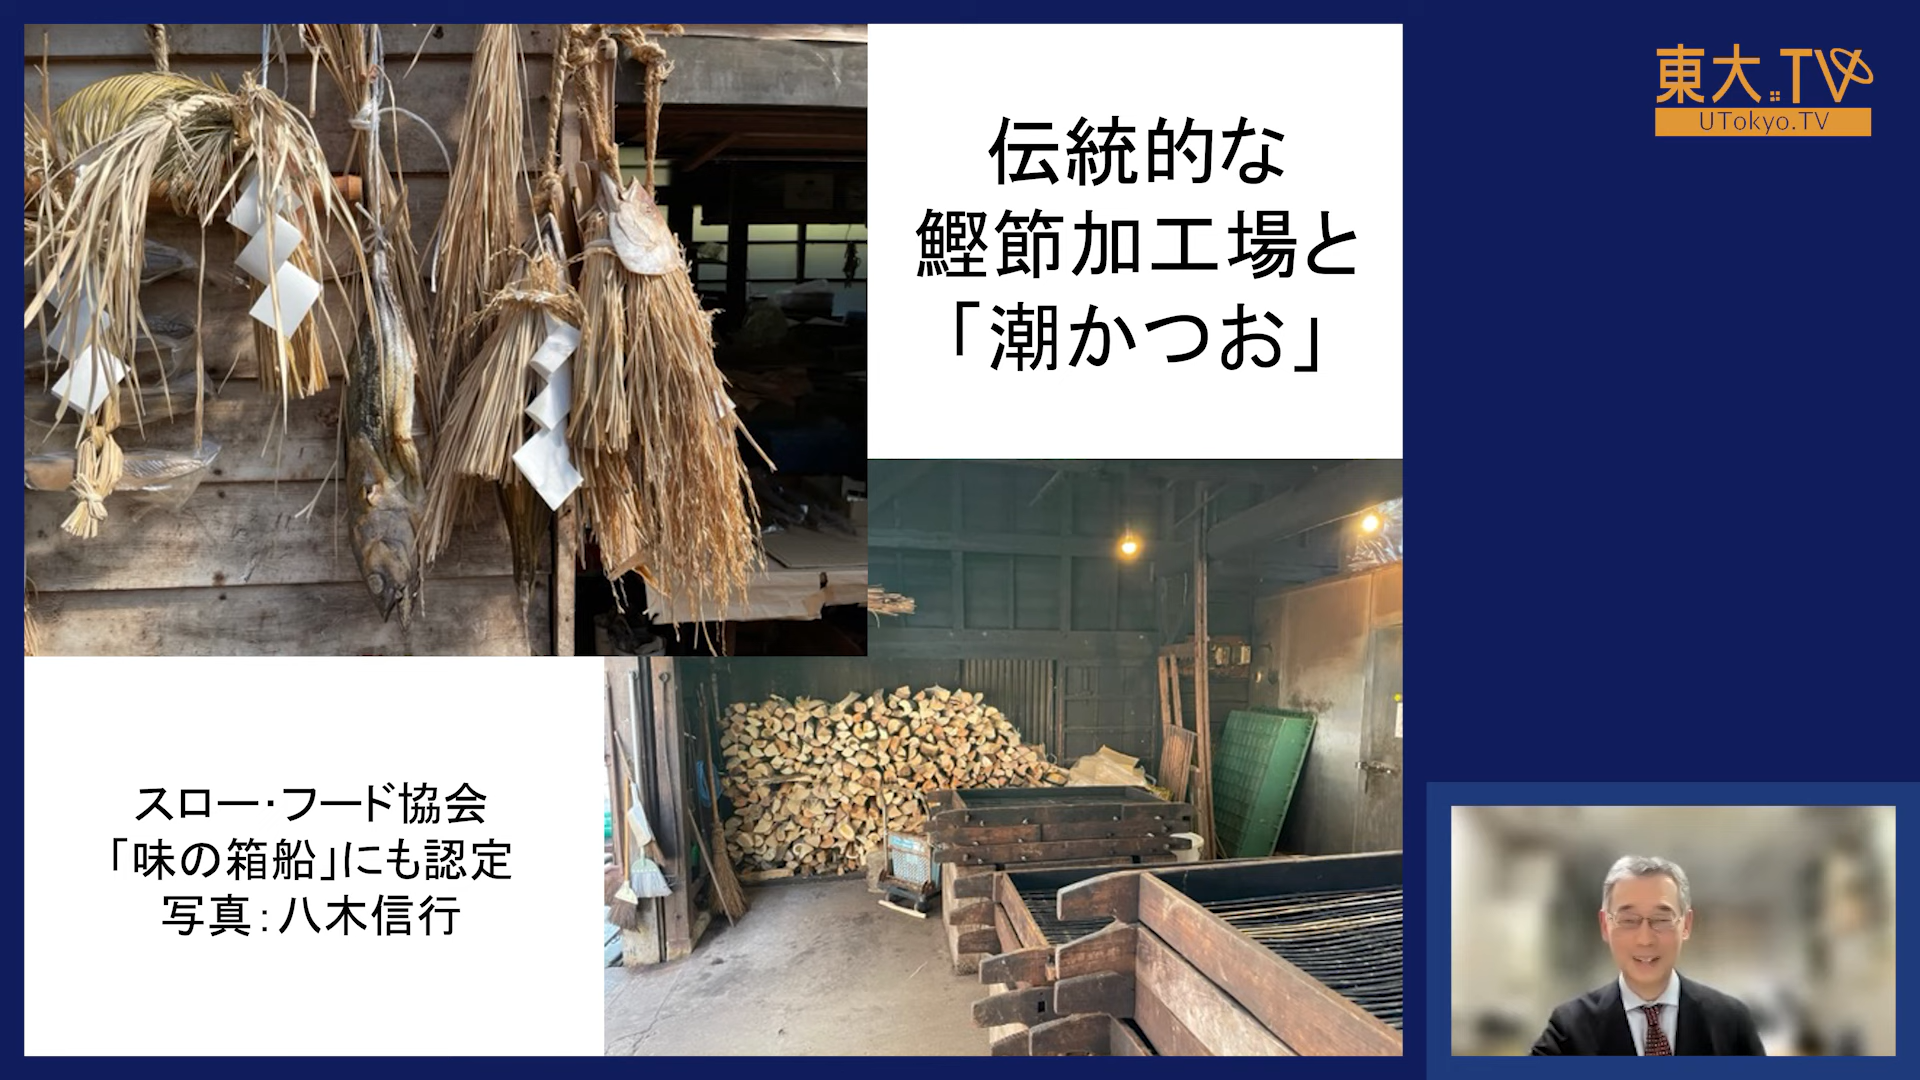 伝統的な
鰹節加工場と
「潮かつお」
スロー・フード協会
「味の箱船」にも認定
写真：八木信行
東大.TV
UTokyo.TV